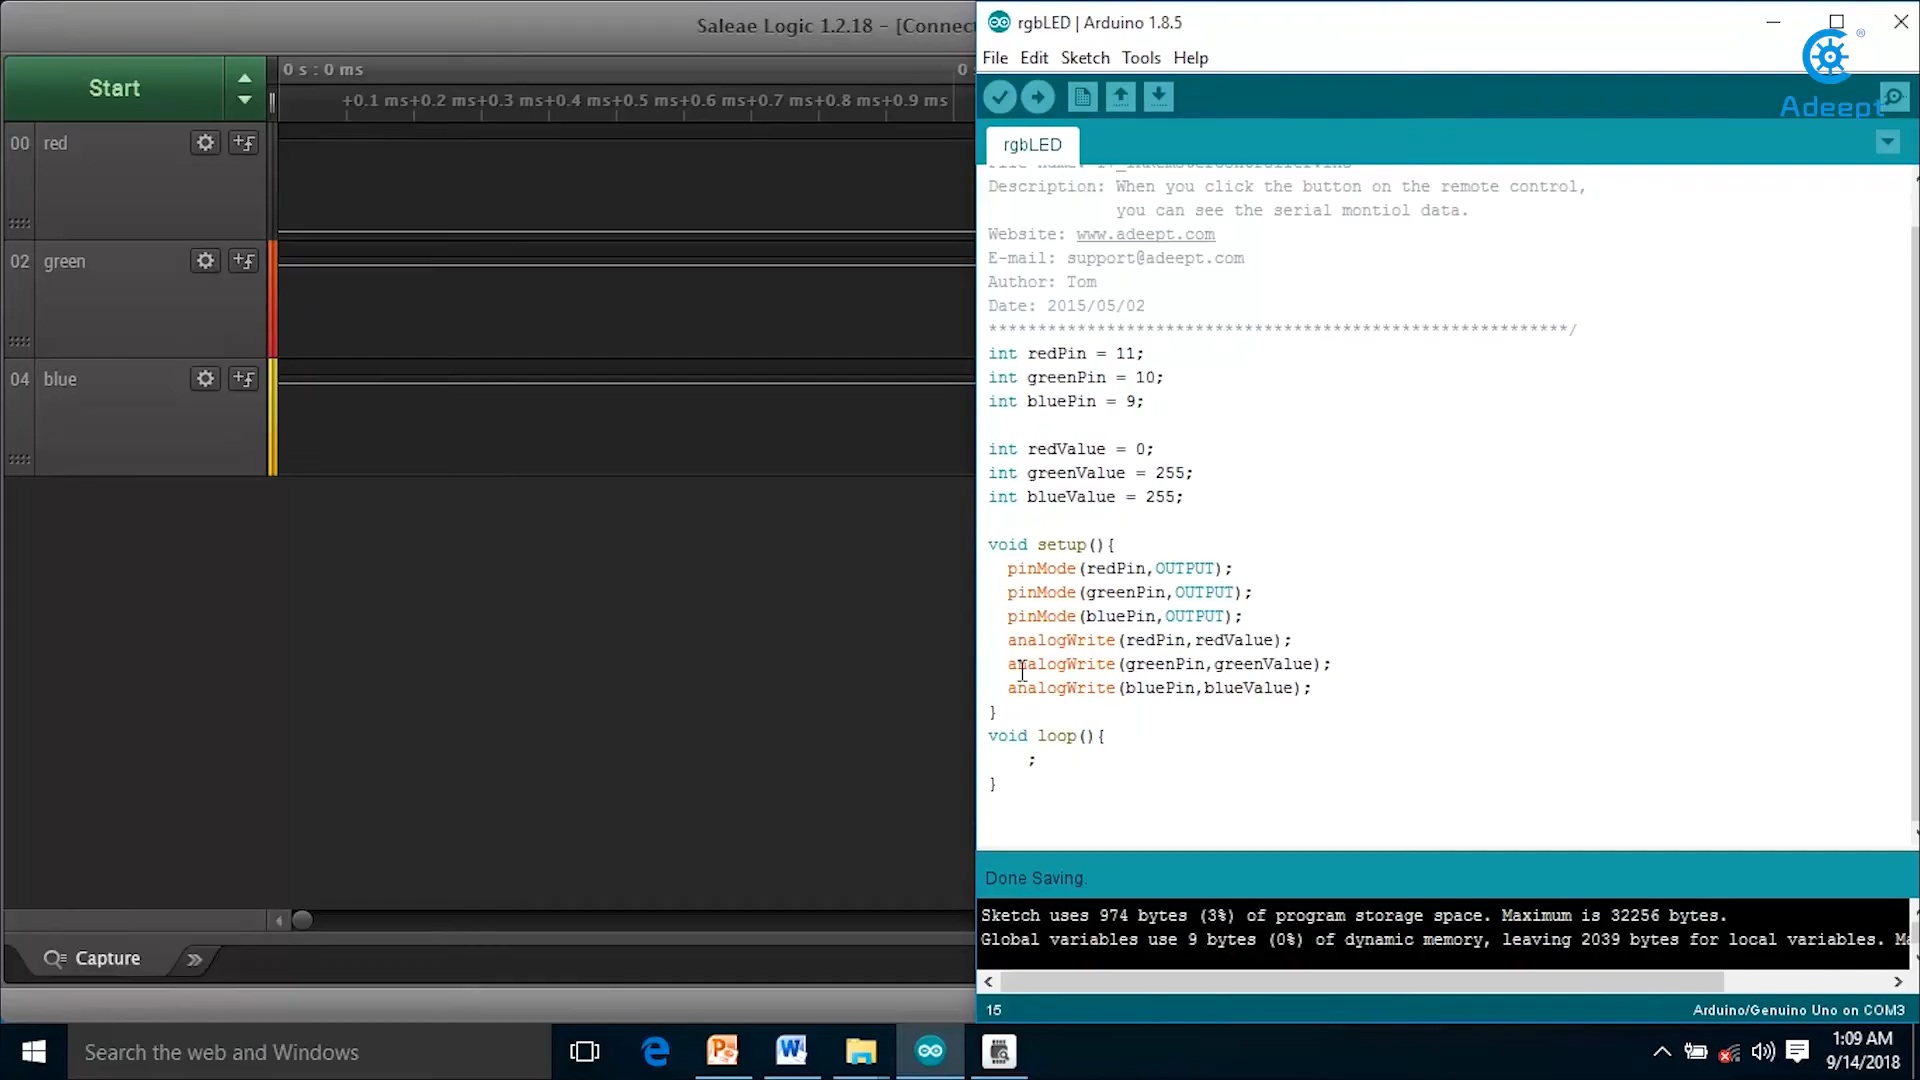 Saleae Logic 1.2.18 - [Connec
Start
0 s : 0 ms
0
+0.1 ms+0.2 ms+0.3 ms+0.4 ms+0.5 ms+0.6 ms+0.7 ms+0.8 ms+0.9 ms
00 red
02 green
04 blue
Capture
rgbLED | Arduino 1.8.5
File Edit Sketch Tools Help
Adeept
®
rgbLED
Description: When you click the button on the remote control,
you can see the serial montiol data.
Website: www.adeept.com
E-mail: support@adeept.com
Author: Tom
Date: 2015/05/02
***********************************************************/
int redPin = 11;
int greenPin = 10;
int bluePin = 9;
int redValue = 0;
int greenValue = 255;
int blueValue = 255;
void setup(){
pinMode(redPin,OUTPUT);
pinMode(greenPin,OUTPUT);
pinMode(bluePin,OUTPUT);
analogWrite(redPin,redValue);
analogWrite(greenPin,greenValue);
analogWrite(bluePin,blueValue);
}
void loop(){
;
}
Done Saving.
Sketch uses 974 bytes (3%) of program storage space. Maximum is 32256 bytes.
Global variables use 9 bytes (0%) of dynamic memory, leaving 2039 bytes for local variables. Ma
15
Arduino/Genuino Uno on COM3
Search the web and Windows
1:09 AM
9/14/2018